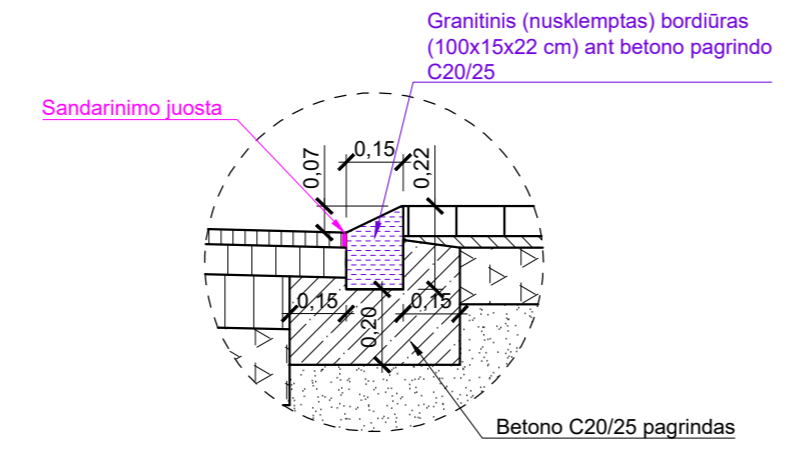 Granitinis (nusklemptas) bordiūras
(100x15x22 cm) ant betono pagrindo
C20/25
Sandarinimo juosta
0,07
0,15
0,22
0,15
0,20
0,15
Betono C20/25 pagrindas